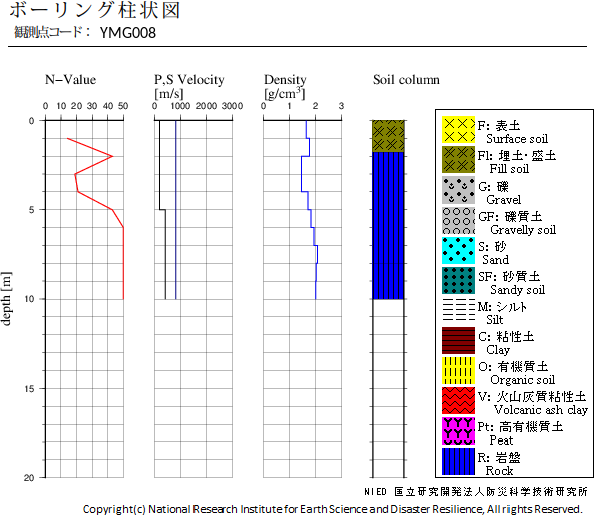 ボーリング柱状図
観測点コード： YMG008
N−Value
P,S Velocity
Density
Soil column
[m/s]
[g/cm³]
0 10 20 30 40 50
0 1000 2000 3000
0 1 2 3
0
5
10
15
20
depth [m]
F: 表土
Surface soil
Fl: 埋土・盛土
Fill soil
G: 礫
Gravel
GF: 礫質土
Gravelly soil
S: 砂
Sand
SF: 砂質土
Sandy soil
M: シルト
Silt
C: 粘性土
Clay
O: 有機質土
Organic soil
V: 火山灰質粘性土
Volcanic ash clay
Pt: 高有機質土
Peat
R: 岩盤
Rock
NIED 国立研究開発法人防災科学技術研究所
Copyright(c) National Research Institute for Earth Science and Disaster Resilience, All rights Reserved.